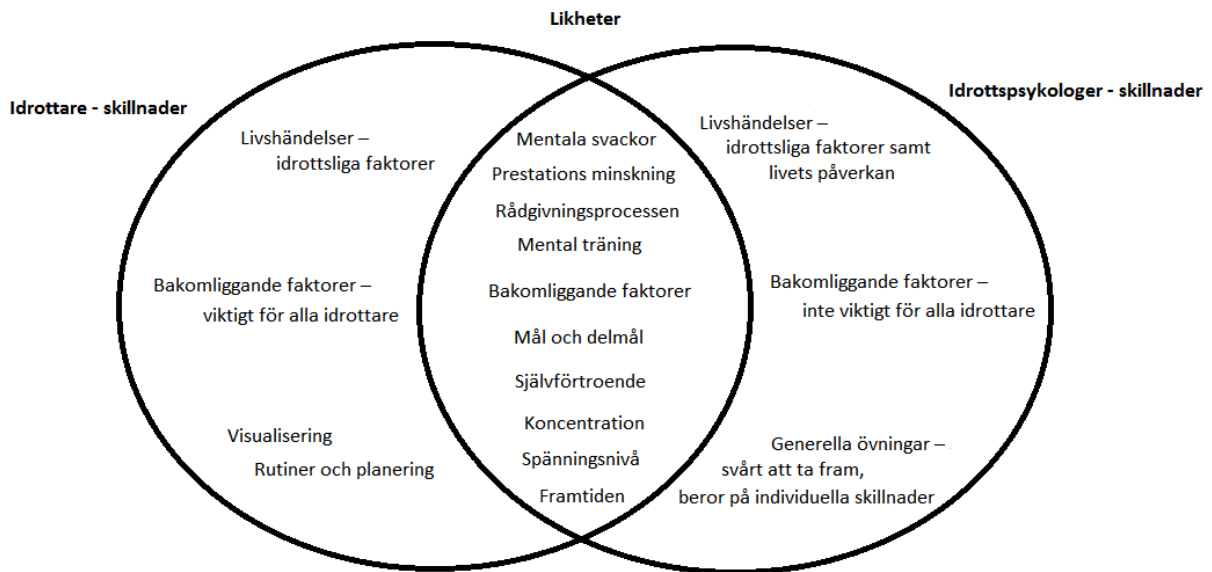 Likheter
Idrottare - skillnader
Idrottspsykologer - skillnader
Livshändelser –
idrottsliga faktorer
Bakomliggande faktorer –
viktigt för alla idrottare
Visualisering
Rutiner och planering
Mentala svackor
Prestations minskning
Rådgivningsprocessen
Mental träning
Bakomliggande faktorer
Mål och delmål
Självförtroende
Koncentration
Spänningsnivå
Framtiden
Livshändelser –
idrottsliga faktorer samt
livets påverkan
Bakomliggande faktorer –
inte viktigt för alla idrottare
Generella övningar –
svårt att ta fram,
beror på individuella skillnader